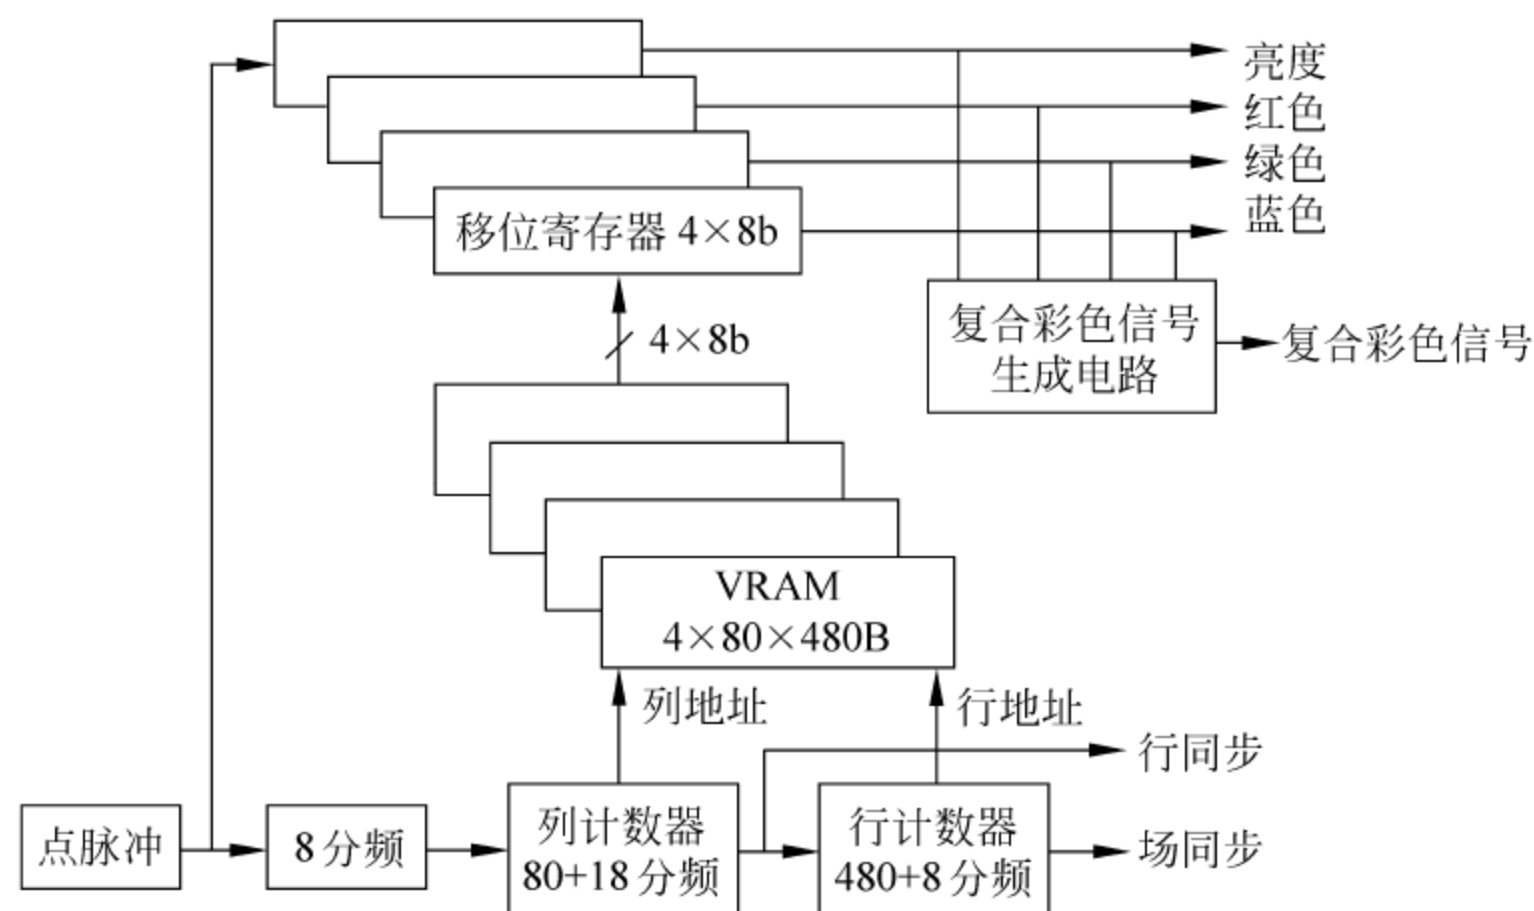 亮度
红色
绿色
蓝色
移位寄存器 4×8b
4×8b
复合彩色信号
生成电路
复合彩色信号
VRAM
4×80×480B
列地址
行地址
行同步
点脉冲
8分频
列计数器
80+18分频
行计数器
480+8分频
场同步